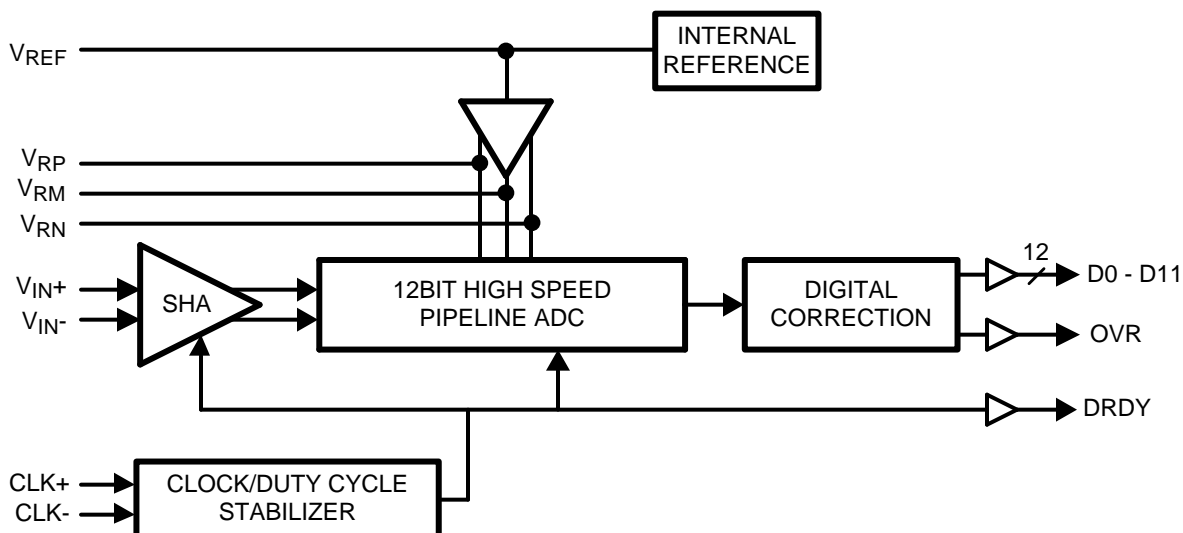 VREF
INTERNAL
REFERENCE
VRP
VRM
VRN
VIN+
VIN-
SHA
12BIT HIGH SPEED
PIPELINE ADC
DIGITAL
CORRECTION
12
D0 - D11
OVR
DRDY
CLK+
CLK-
CLOCK/DUTY CYCLE
STABILIZER